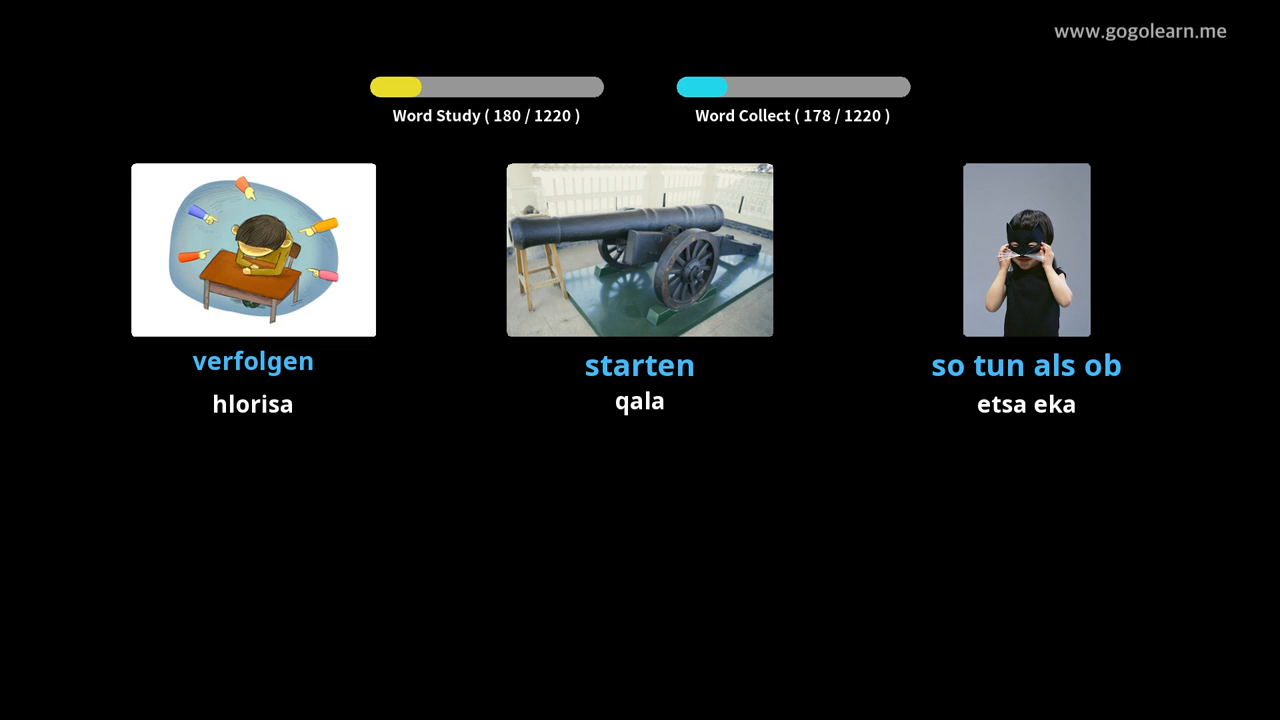 www.gogolearn.me
Word Study ( 180 / 1220 )
Word Collect ( 178 / 1220 )
verfolgen
hlorisa
starten
qala
so tun als ob
etsa eka